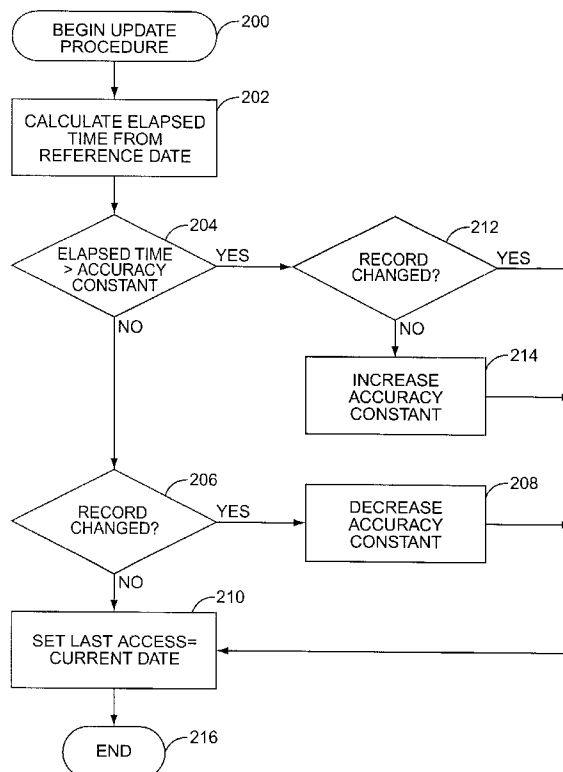 BEGIN UPDATE
PROCEDURE
200
202
CALCULATE ELAPSED
TIME FROM
REFERENCE DATE
204
ELAPSED TIME
> ACCURACY
CONSTANT
YES
NO
212
RECORD
CHANGED?
YES
NO
214
INCREASE
ACCURACY
CONSTANT
206
RECORD
CHANGED?
YES
NO
208
DECREASE
ACCURACY
CONSTANT
210
SET LAST ACCESS=
CURRENT DATE
END
216